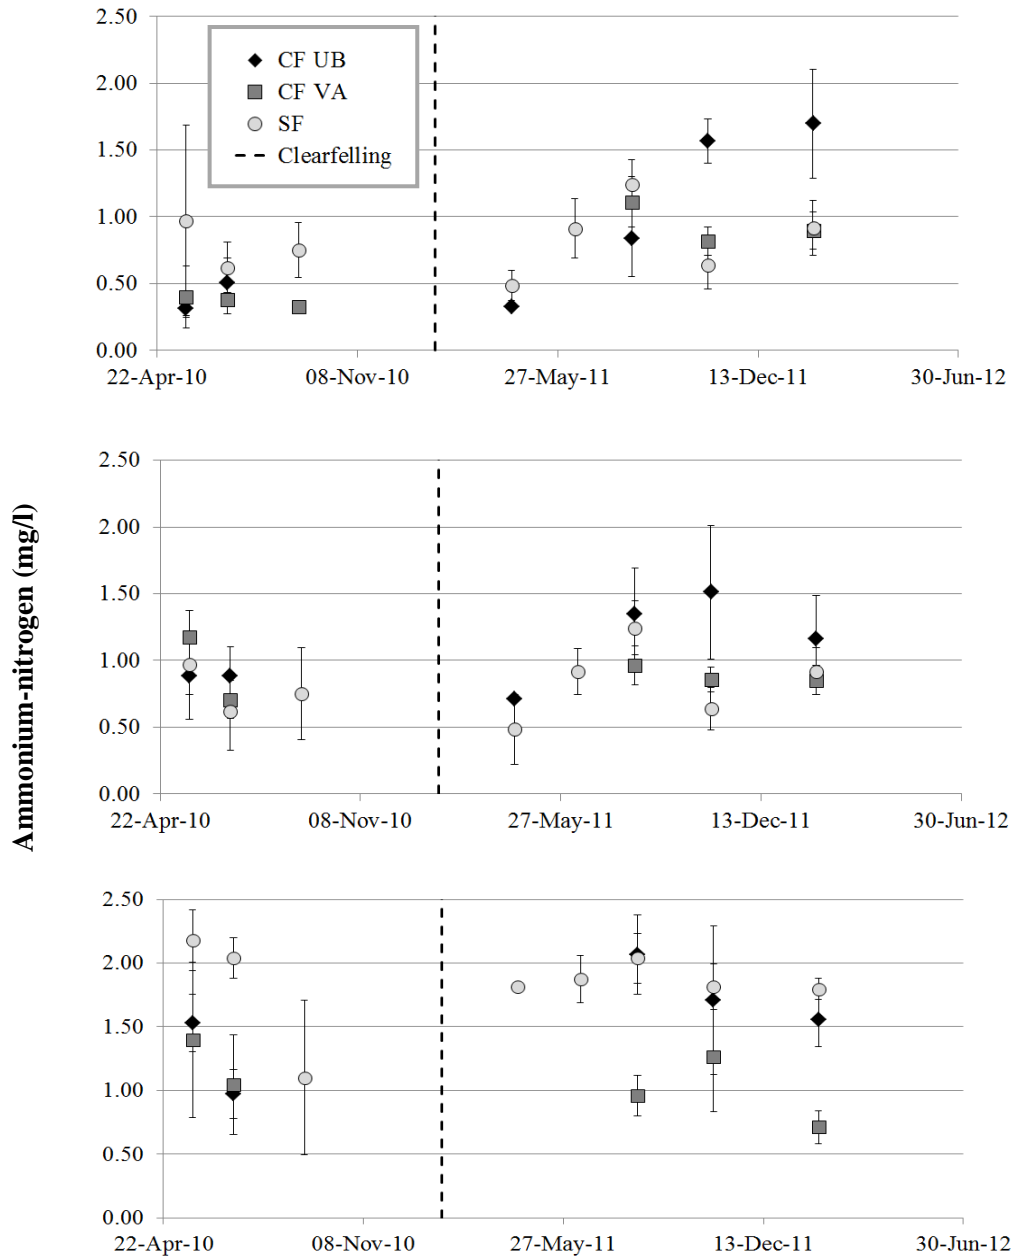 2.50
2.00
1.50
1.00
0.50
0.00
CF UB
CF VA
SF
Clearfelling
22-Apr-10 08-Nov-10 27-May-11 13-Dec-11 30-Jun-12
Ammonium-nitrogen (mg/l)
2.50
2.00
1.50
1.00
0.50
0.00
22-Apr-10 08-Nov-10 27-May-11 13-Dec-11 30-Jun-12
2.50
2.00
1.50
1.00
0.50
0.00
22-Apr-10 08-Nov-10 27-May-11 13-Dec-11 30-Jun-12